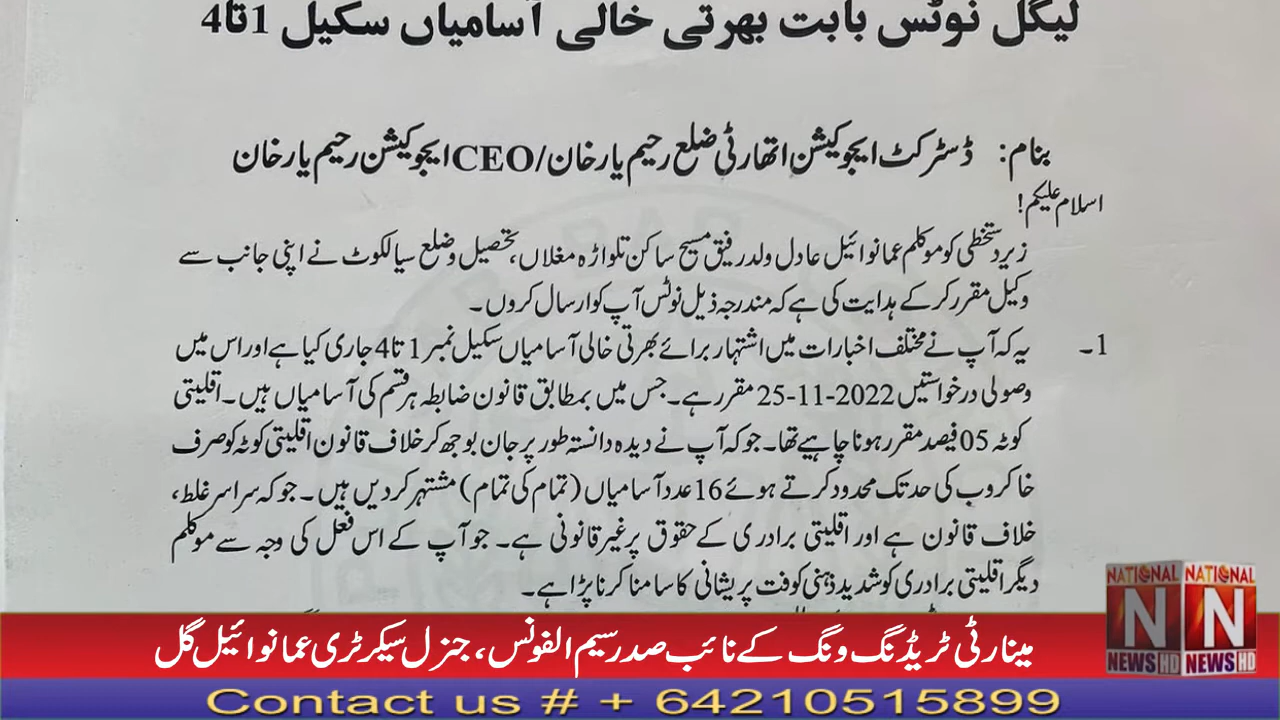 لیگل نوٹس بابت بھرتی خالی آسامیاں سکیل 1تا4
بنام: ڈسٹرکٹ ایجوکیشن اتھارٹی ضلع رحیم یار خان/CEO ایجوکیشن رحیم یار خان
اسلام علیکم!
زیر دستخطی کو موکلم عمانوائیل عادل ولد رفیق مسیح ساکن تلواڑہ مغلاں، تحصیل و ضلع سیالکوٹ نے اپنی جانب سے
وکیل مقرر کر کے ہدایت کی ہے کہ مندرجہ ذیل نوٹس آپ کو ارسال کروں۔
1۔ یہ کہ آپ نے مختلف اخبارات میں اشتہار برائے بھرتی خالی آسامیاں سکیل نمبر 1 تا 4 جاری کیا ہے اور اس میں
وصولی درخواستیں 2022-11-25 مقرر ہے۔ جس میں بمطابق قانون ضابطہ ہر قسم کی آسامیاں ہیں۔ اقلیتی
کوٹہ 05 فیصد مقرر ہونا چاہیے تھا۔ جو کہ آپ نے دیدہ دانستہ طور پر جان بوجھ کر خلاف قانون اقلیتی کوٹہ کو صرف
خاکروب کی حد تک محدود کرتے ہوئے 16 عدد آسامیاں (تمام کی تمام) مشتہر کر دیں ہیں۔ جو کہ سراسر غلط،
خلاف قانون ہے اور اقلیتی برادری کے حقوق پر غیر قانونی ہے۔ جو آپ کے اس فعل کی وجہ سے موکلم
دیگر اقلیتی برادری کو شدید ذہنی کوفت پریشانی کا سامنا کرنا پڑا ہے۔
مینارٹی ٹریڈنگ ونگ کے نائب صدر سیم الفونس، جنرل سیکرٹری عمانوائیل گل
NATIONAL NATIONAL
N N
NEWS HD NEWS HD
Contact us # + 64210515899